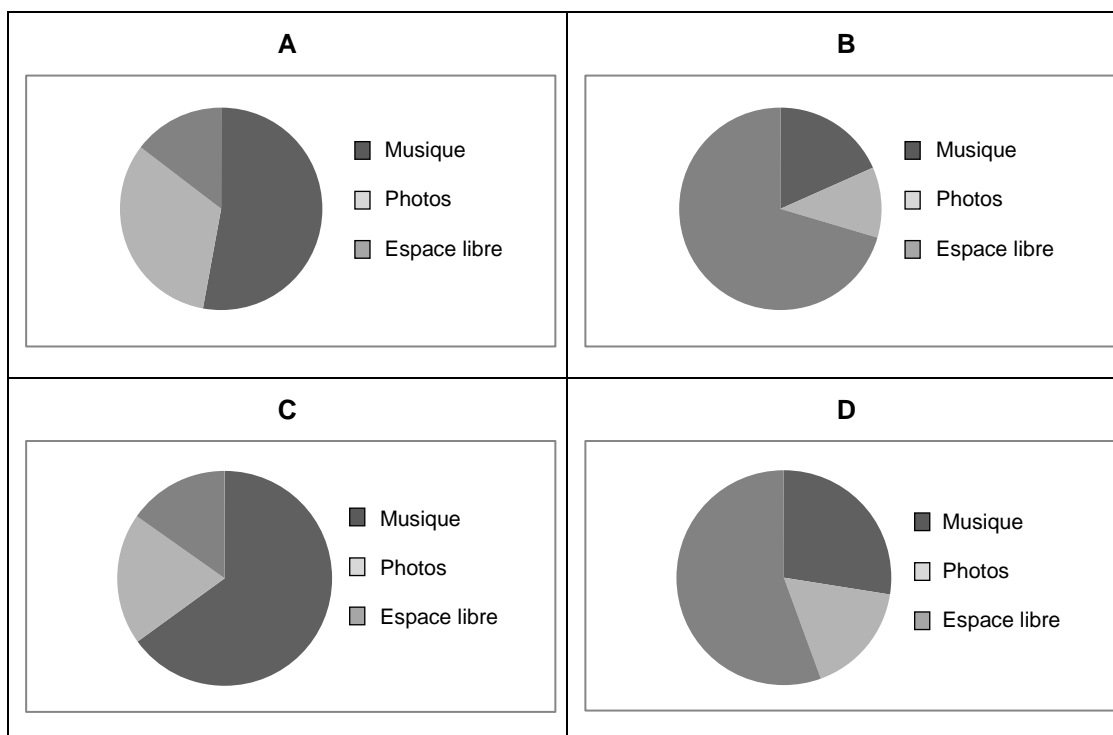 A
Musique
Photos
Espace libre
B
Musique
Photos
Espace libre
C
Musique
Photos
Espace libre
D
Musique
Photos
Espace libre